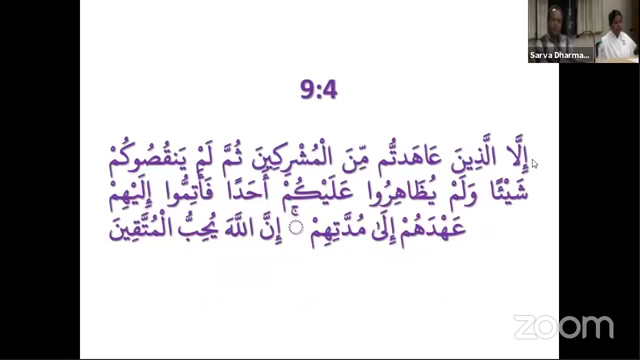 Sarva Dharma...
9:4
إِلَّا الَّذِينَ عَاهَدتُّم مِّنَ الْمُشْرِكِينَ ثُمَّ لَمْ يَنقُصُوكُمْ
شَيْئًا وَلَمْ يُظَاهِرُوا عَلَيْكُمْ أَحَدًا فَأَتِمُّوا إِلَيْهِمْ
عَهْدَهُمْ إِلَىٰ مُدَّتِهِمْ ۚ إِنَّ اللَّهَ يُحِبُّ الْمُتَّقِينَ
zoom